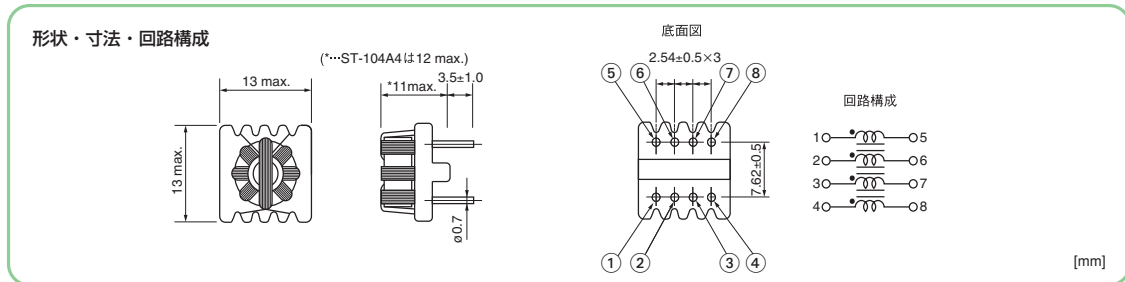 形状・寸法・回路構成
(*…ST-104A4は12 max.)
13 max.
*11max.
3.5±1.0
13 max.
ø0.7
底面図
2.54±0.5×3
⑤ ⑥ ⑦ ⑧
7.62±0.5
① ② ③ ④
回路構成
1 5
2 6
3 7
4 8
[mm]